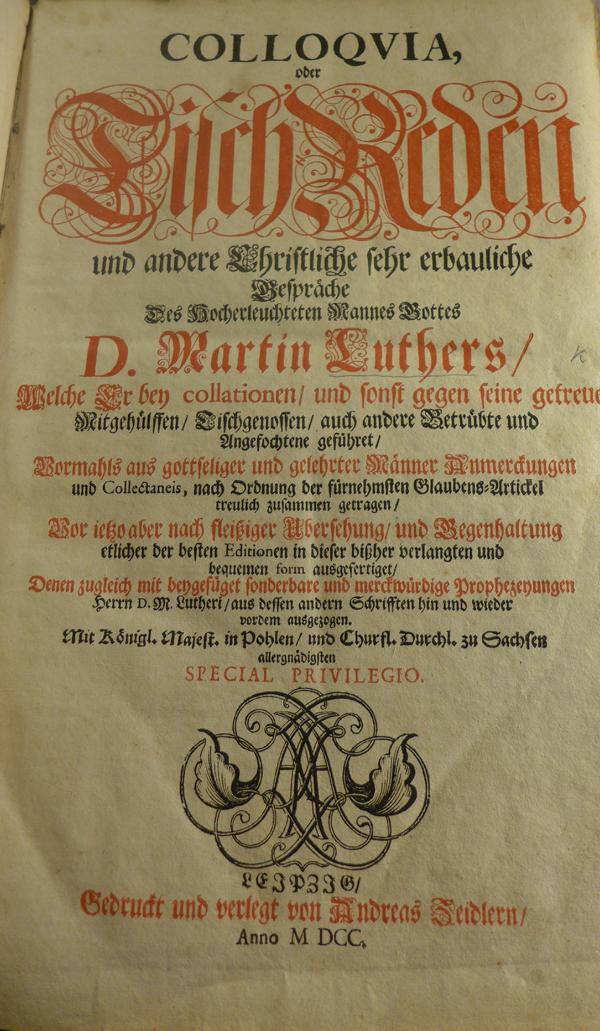 COLLOQVIA,
oder
Tisch Reden
und andere Christliche sehr erbauliche
Gespräche
Des Hocherleuchteten Mannes Gottes
D. Martin Luthers/
Welche Er bey collationen/ und sonst gegen seine getreue
Mitgehülffen/ Tischgenossen/ auch andere Betrübte und
Angefochtene geführet/
Vormahls aus gottseliger und gelehrter Männer Anmerckungen
und Collectaneis, nach Ordnung der fürnehmsten Glaubens-Artickel
treulich zusammen getragen/
Vor ietzo aber nach fleißiger Ubersehung/ und Gegenhaltung
etlicher der besten Editionen in dieser bißher verlangten und
bequemen form ausgefertiget/
Denen zugleich mit beygefüget sonderbare und merckwürdige Prophezeyungen
Herrn D. M. Lutheri/ aus dessen andern Schrifften hin und wieder
vordem ausgezogen.
Mit Königl. Majest. in Pohlen/ und Churfl. Durchl. zu Sachsen
allergnädigsten
SPECIAL PRIVILEGIO.
LEIPZIG/
Gedruckt und verlegt von Andreas Zeidlern/
Anno M DCC.